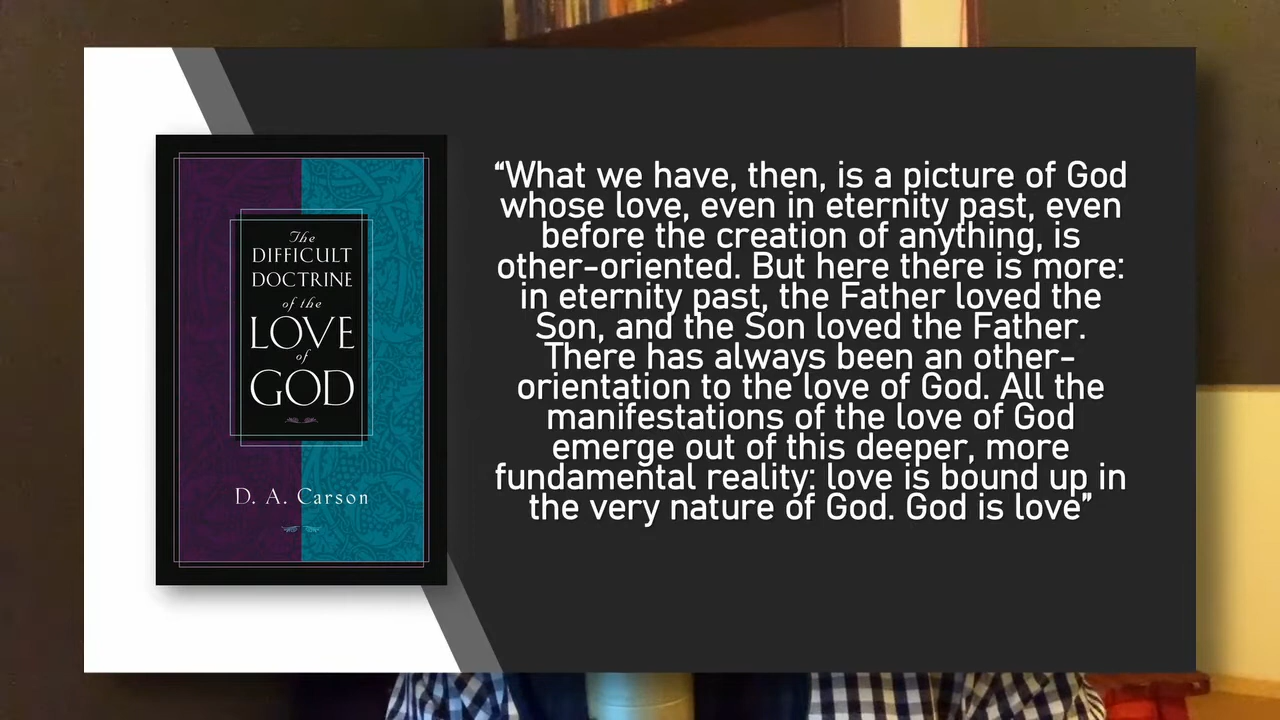 The
DIFFICULT
DOCTRINE
of the
LOVE
of
GOD
D. A. Carson
“What we have, then, is a picture of God
whose love, even in eternity past, even
before the creation of anything, is
other-oriented. But here there is more:
in eternity past, the Father loved the
Son, and the Son loved the Father.
There has always been an other-
orientation to the love of God. All the
manifestations of the love of God
emerge out of this deeper, more
fundamental reality: love is bound up in
the very nature of God. God is love”